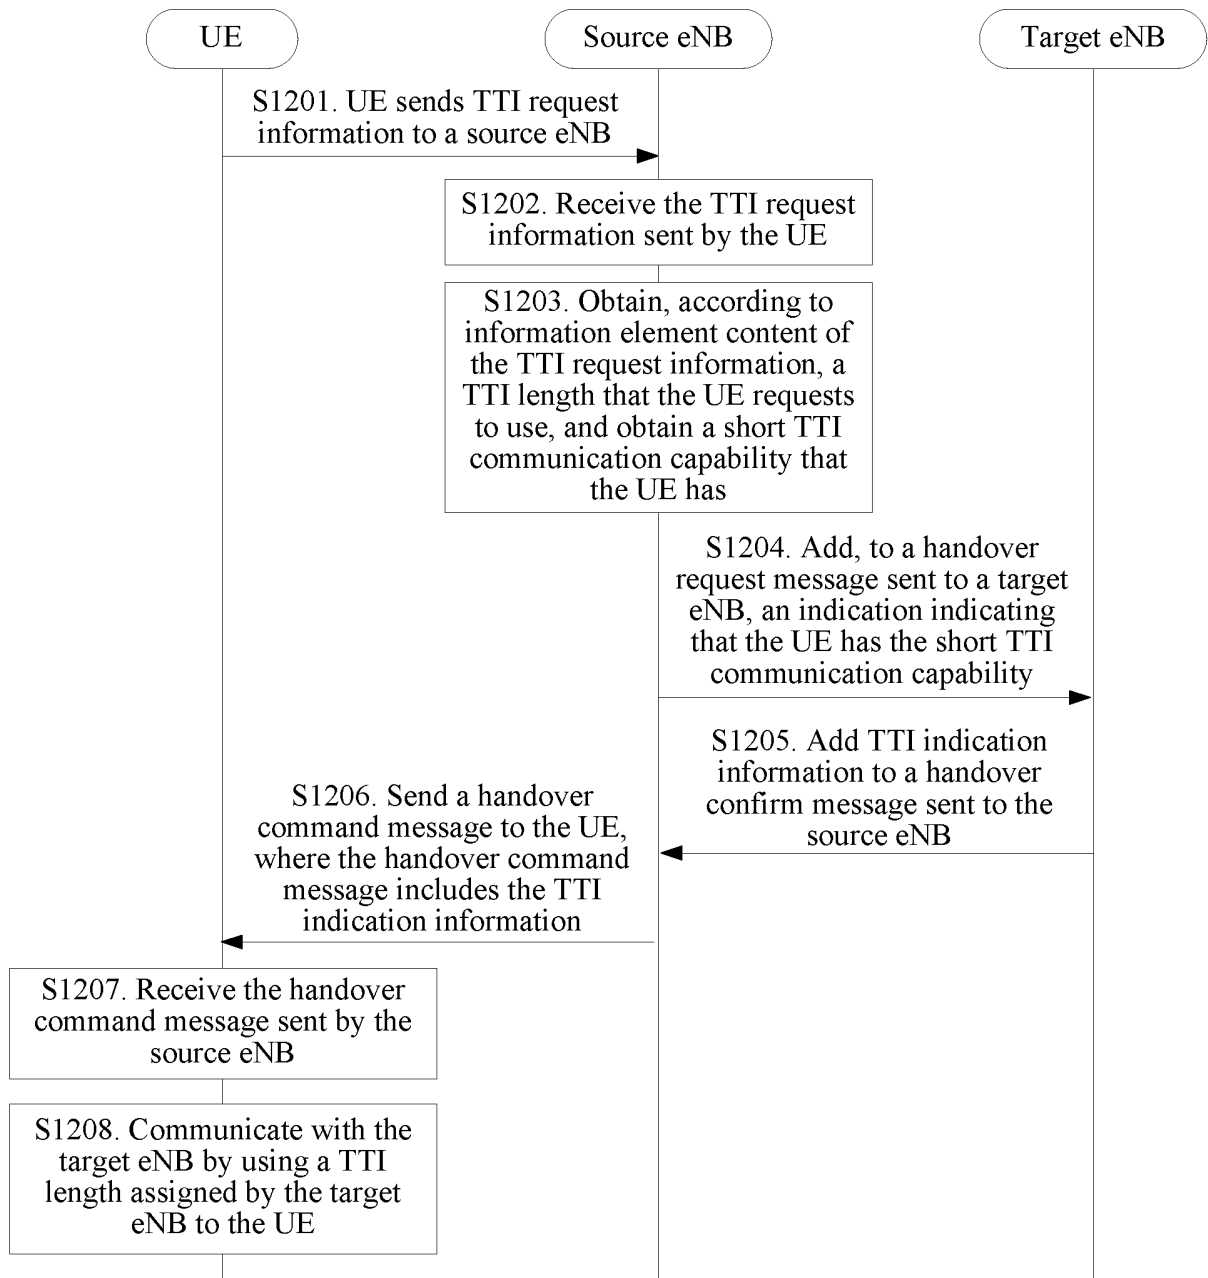 UE
Source eNB
Target eNB
S1201. UE sends TTI request
information to a source eNB
S1202. Receive the TTI request
information sent by the UE
S1203. Obtain, according to
information element content of
the TTI request information, a
TTI length that the UE requests
to use, and obtain a short TTI
communication capability that
the UE has
S1204. Add, to a handover
request message sent to a target
eNB, an indication indicating
that the UE has the short TTI
communication capability
S1205. Add TTI indication
information to a handover
confirm message sent to the
source eNB
S1206. Send a handover
command message to the UE,
where the handover command
message includes the TTI
indication information
S1207. Receive the handover
command message sent by the
source eNB
S1208. Communicate with the
target eNB by using a TTI
length assigned by the target
eNB to the UE